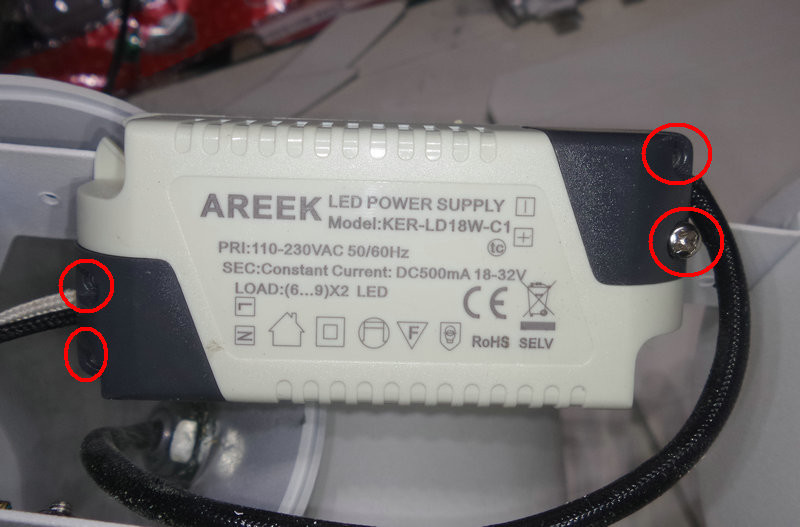 AREEK LED POWER SUPPLY
Model:KER-LD18W-C1
PRI:110-230VAC 50/60Hz
tc
SEC:Constant Current: DC500mA 18-32V
LOAD:(6...9)X2 LED
L
N
F
CE
RoHS SELV